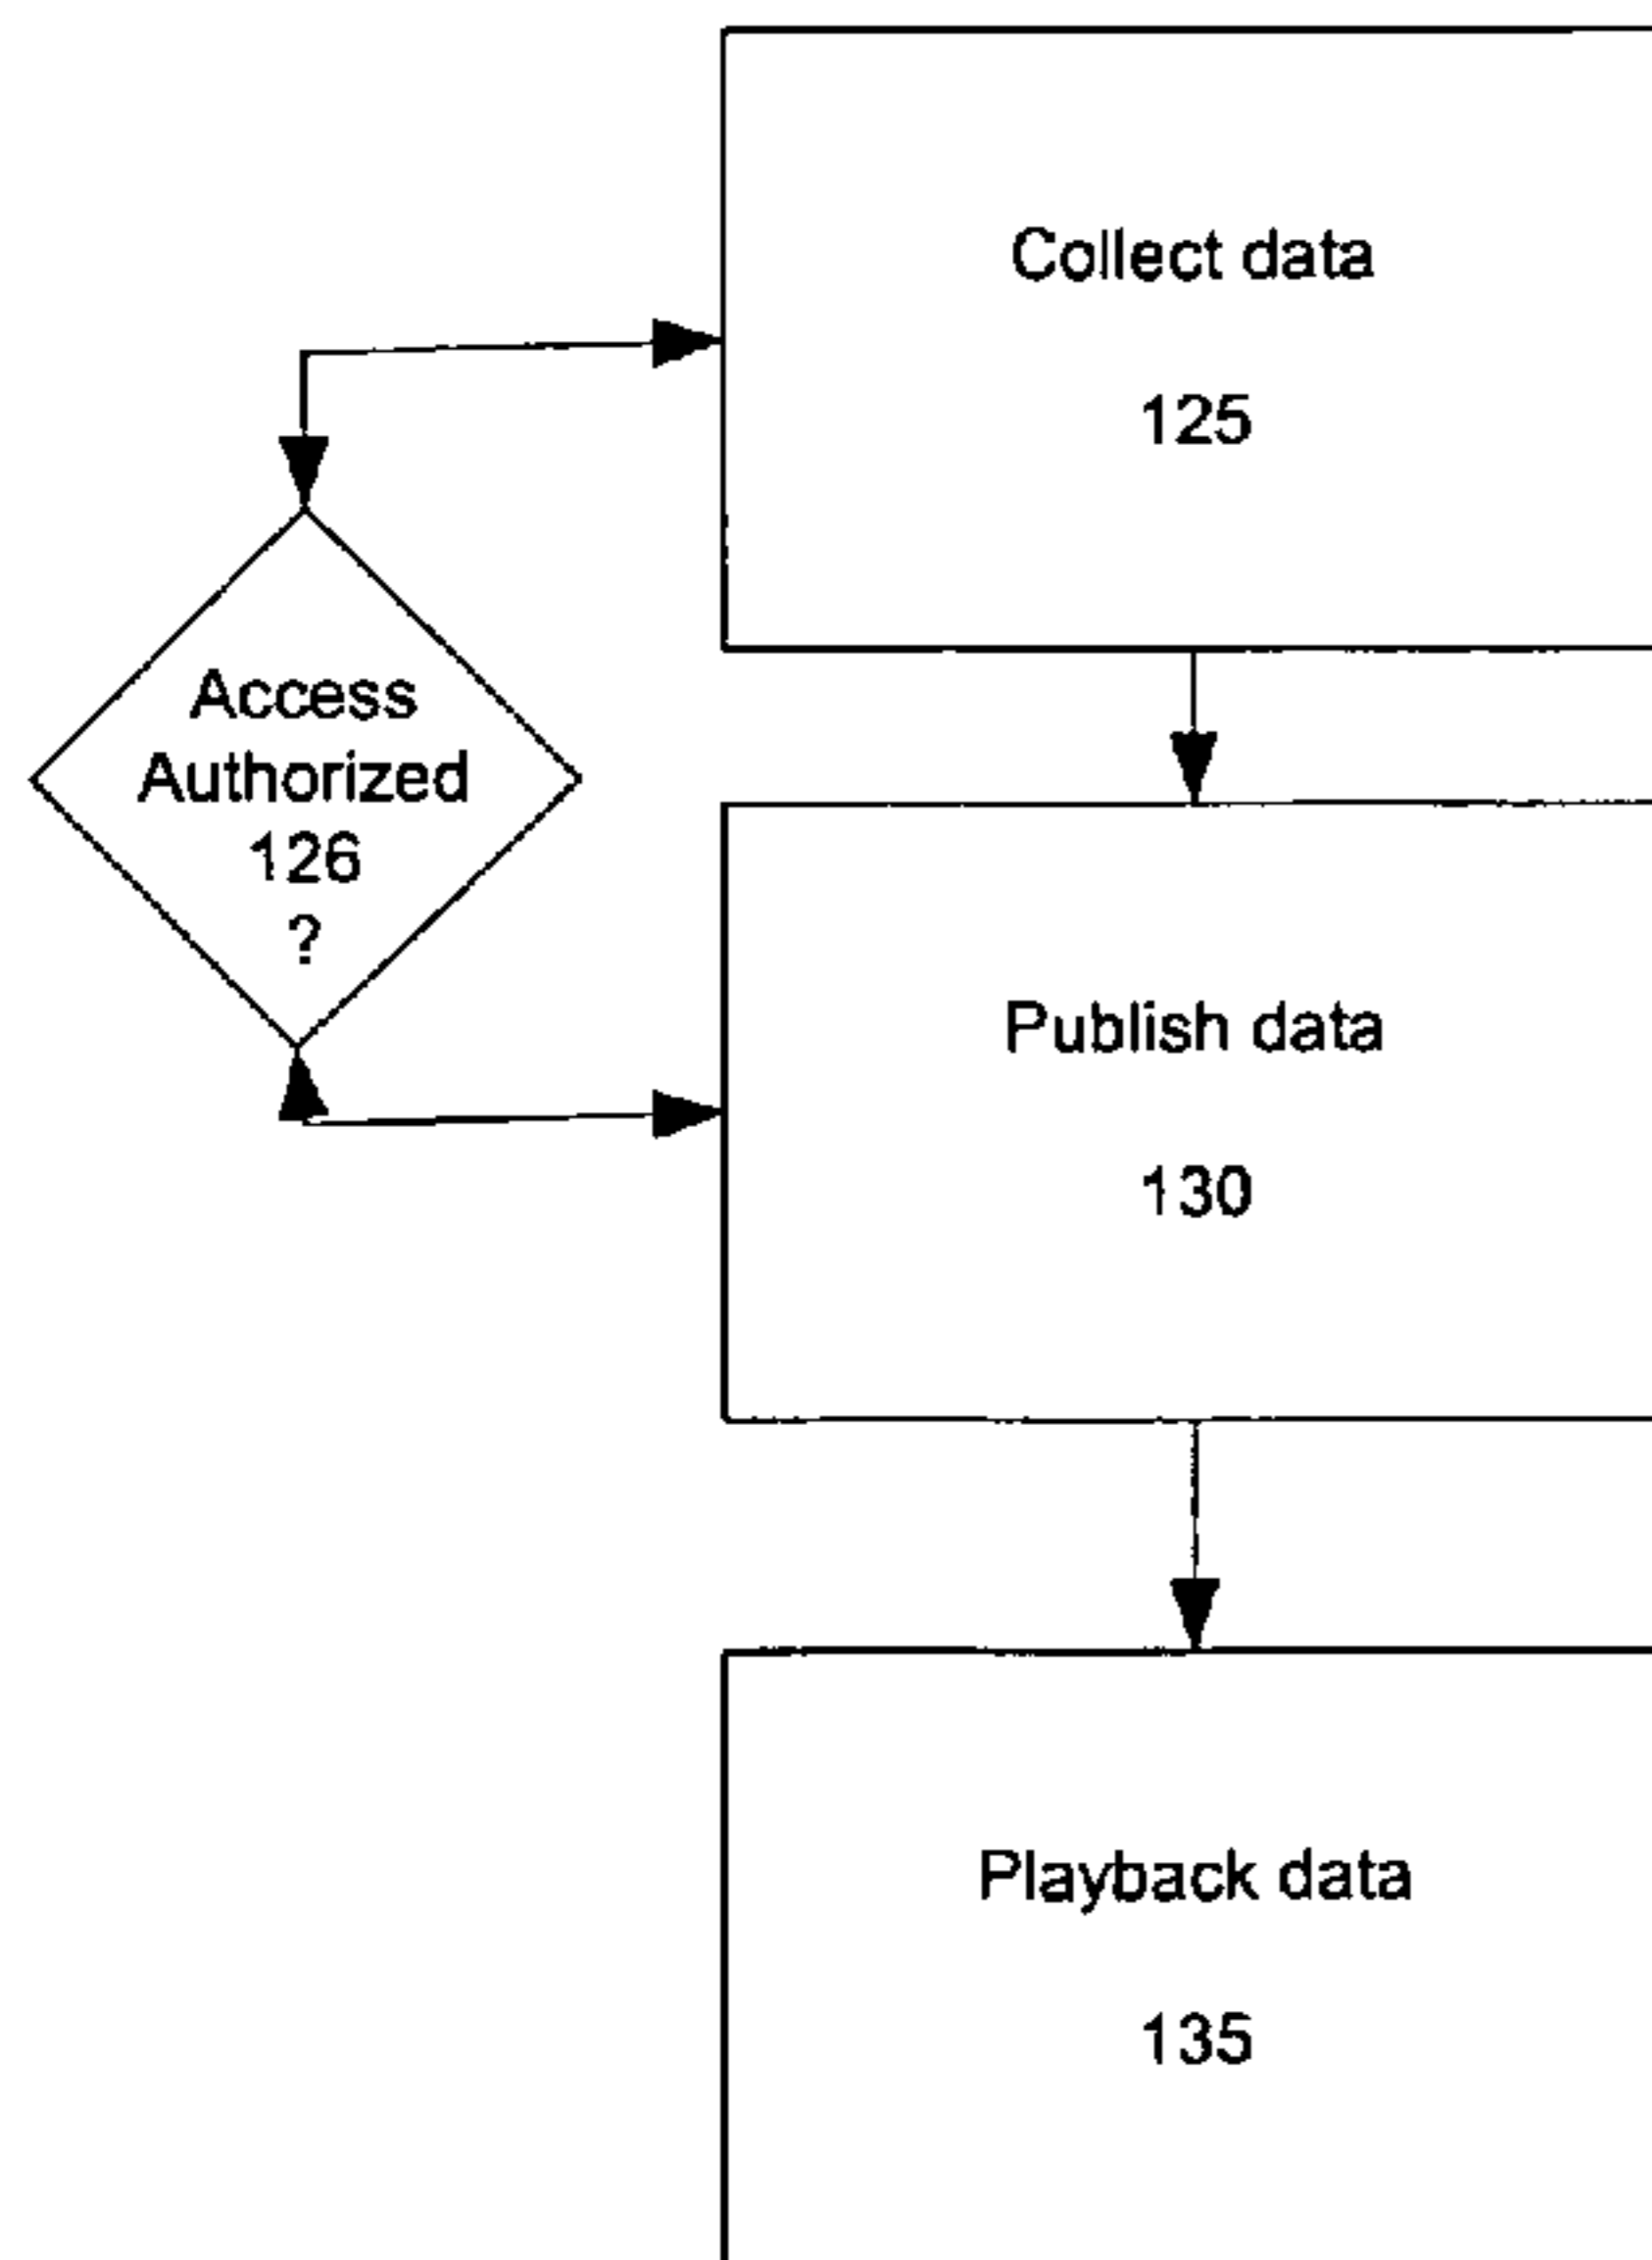 Collect data
125
Access
Authorized
126
?
Publish data
130
Playback data
135